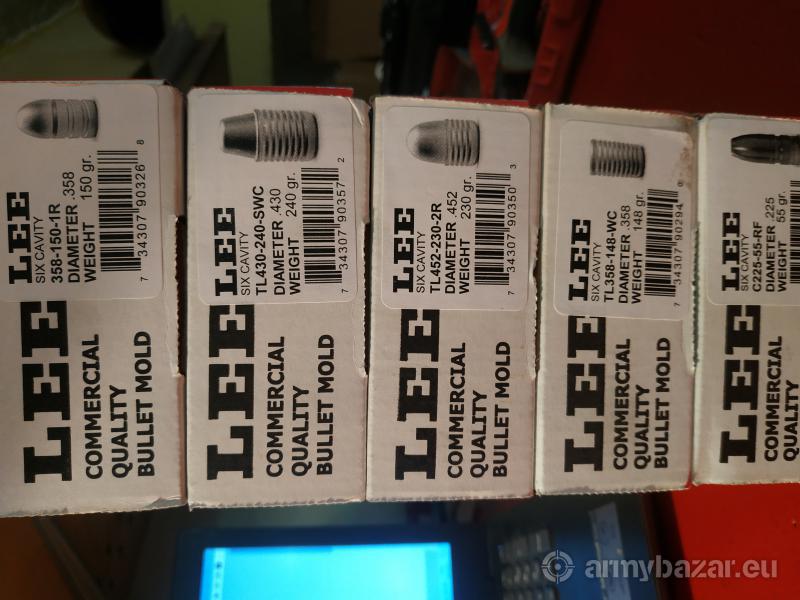 LEE
SIX CAVITY
358-150-1R
DIAMETER .358
WEIGHT 150 gr.
7 34307 90326 8
LEE
COMMERCIAL
QUALITY
BULLET MOLD
LEE
SIX CAVITY
TL430-240-SWC
DIAMETER .430
WEIGHT 240 gr.
7 34307 90357 2
LEE
COMMERCIAL
QUALITY
BULLET MOLD
LEE
SIX CAVITY
TL452-230-2R
DIAMETER .452
WEIGHT 230 gr.
7 34307 90350 3
LEE
COMMERCIAL
QUALITY
BULLET MOLD
LEE
SIX CAVITY
TL358-148-WC
DIAMETER .358
WEIGHT 148 gr.
7 34307 90294 0
LEE
COMMERCIAL
QUALITY
BULLET MOLD
LEE
SIX CAVITY
C225-55-RF
DIAMETER .225
WEIGHT 55 gr.
LEE
COMMERCIAL
armybazar.eu